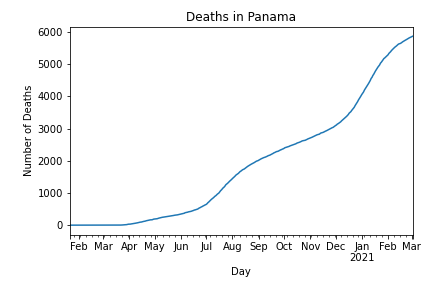 Deaths in Panama
6000
5000
4000
3000
2000
1000
0
Number of Deaths
Feb Mar Apr May Jun Jul Aug Sep Oct Nov Dec Jan Feb Mar
2021
Day